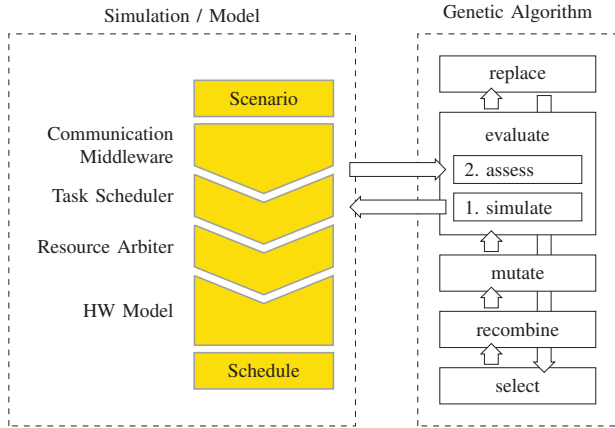 Simulation / Model
Scenario
Communication
Middleware
Task Scheduler
Resource Arbiter
HW Model
Schedule
Genetic Algorithm
replace
evaluate
2. assess
1. simulate
mutate
recombine
select